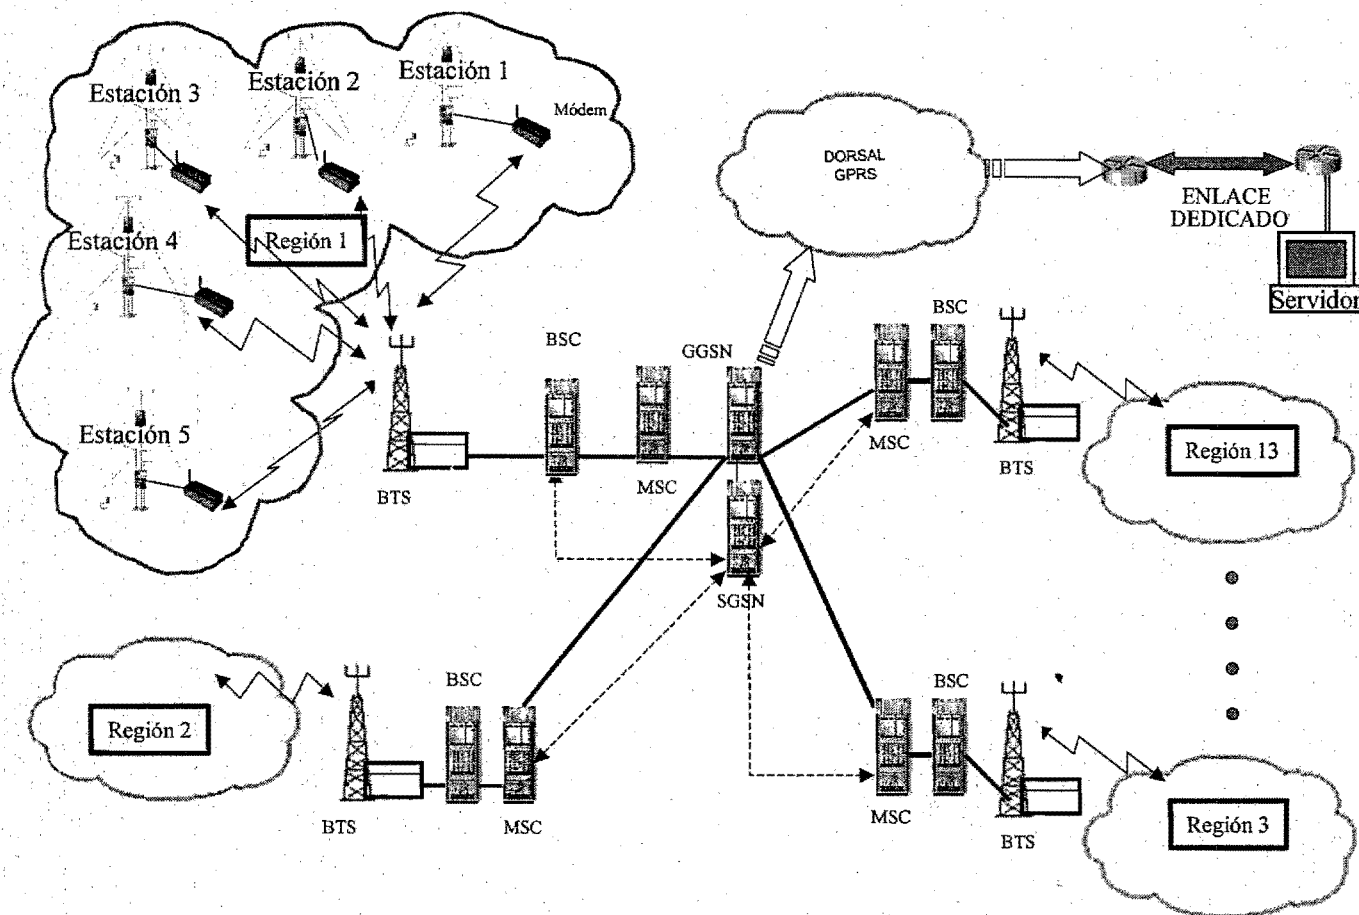 Estación 1
Estación 2
Estación 3
Módem
DORSAL
GPRS
ENLACE
DEDICADO
Servidor
Región 1
Estación 4
Estación 5
BSC
GGSN
BSC
MSC
BTS
MSC
BTS
Región 13
SGSN
Región 2
BSC
BTS
MSC
BSC
MSC
BTS
Región 3